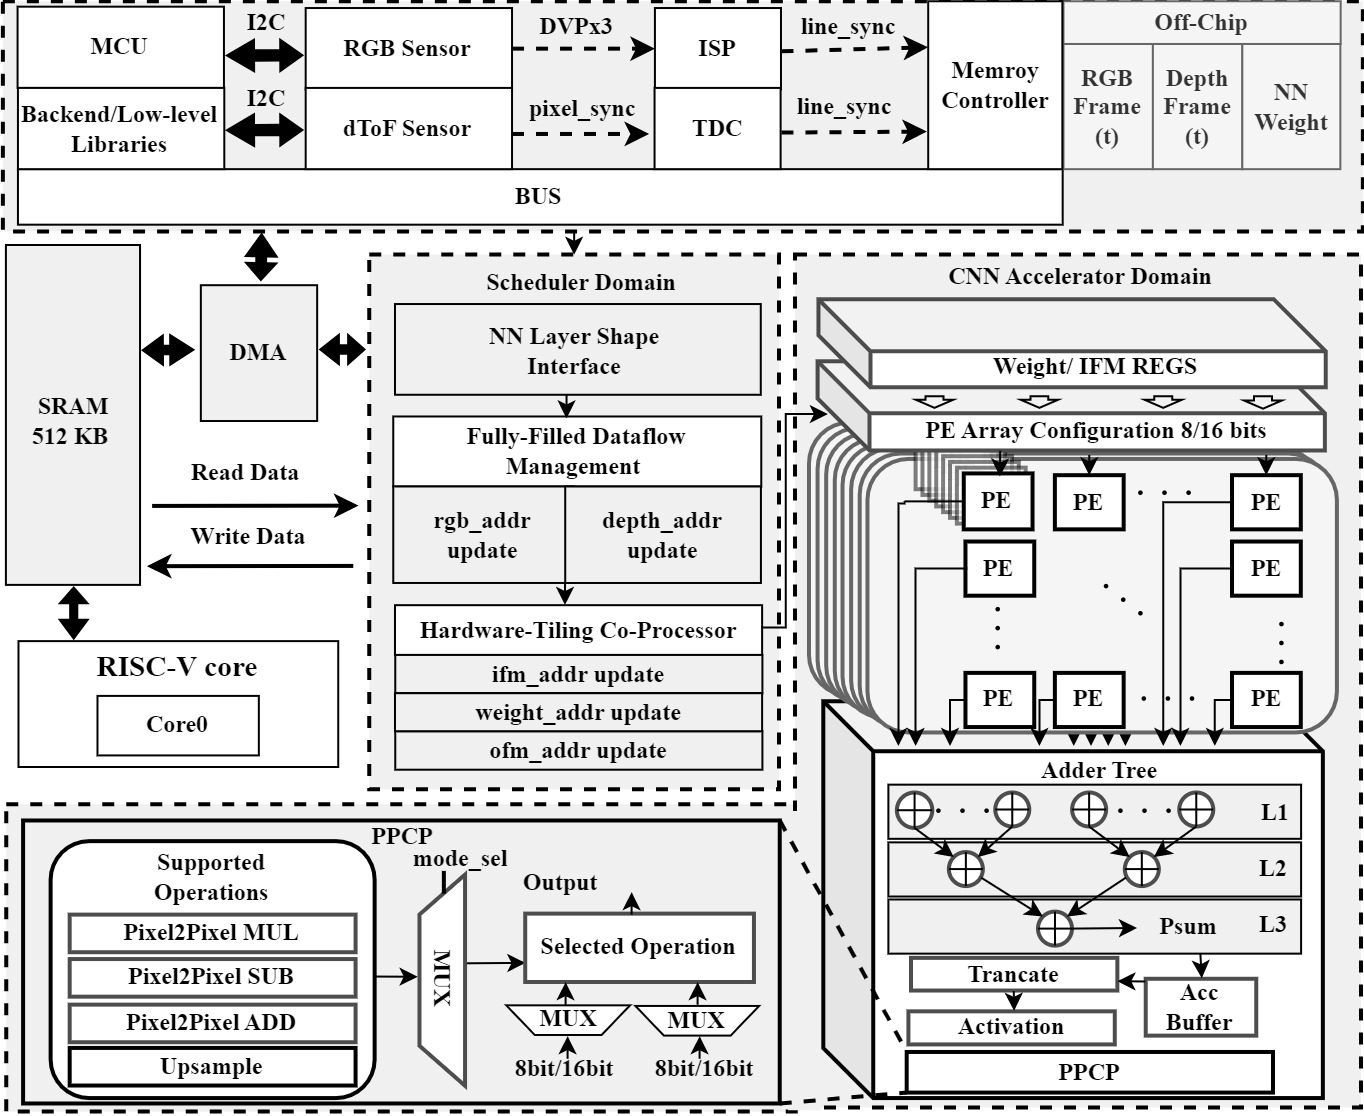 MCU
I2C
RGB Sensor
DVPx3
ISP
line_sync
Memroy
Controller
Off-Chip
RGB
Frame
(t)
Depth
Frame
(t)
NN
Weight
Backend/Low-level
Libraries
I2C
dToF Sensor
pixel_sync
TDC
line_sync
BUS
SRAM
512 KB
DMA
Read Data
Write Data
RISC-V core
Core0
Scheduler Domain
NN Layer Shape
Interface
Fully-Filled Dataflow
Management
rgb_addr
update
depth_addr
update
Hardware-Tiling Co-Processor
ifm_addr update
weight_addr update
ofm_addr update
CNN Accelerator Domain
Weight/ IFM REGS
PE Array Configuration 8/16 bits
PE
PE
PE
PE
PE
PE
PE
PE
Adder Tree
L1
L2
L3
Psum
Trancate
Acc
Buffer
Activation
PPCP
PPCP
Supported
Operations
Pixel2Pixel MUL
Pixel2Pixel SUB
Pixel2Pixel ADD
Upsample
mode_sel
MUX
Output
Selected Operation
MUX
MUX
8bit/16bit
8bit/16bit